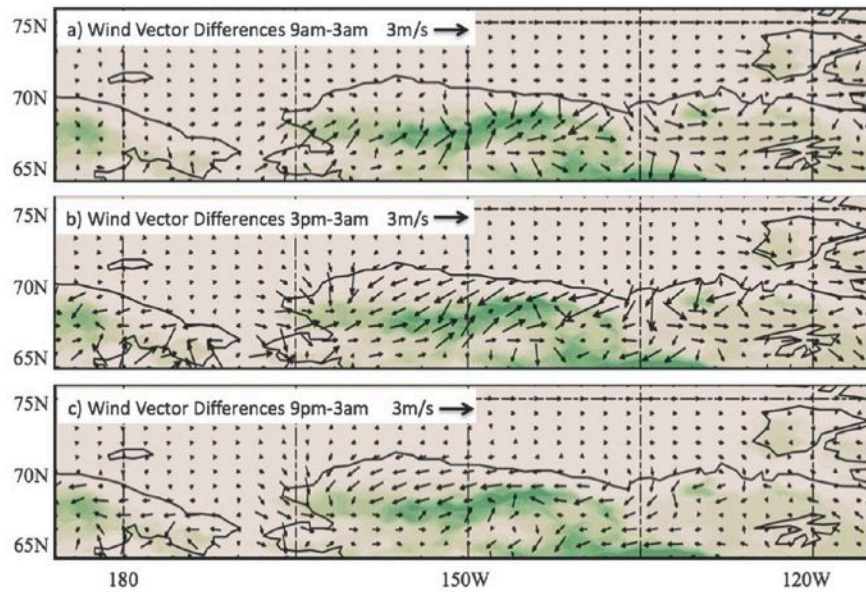 75N
a) Wind Vector Differences 9am-3am 3m/s
70N
65N
75N
b) Wind Vector Differences 3pm-3am 3m/s
70N
65N
75N
c) Wind Vector Differences 9pm-3am 3m/s
70N
65N
180 150W 120W